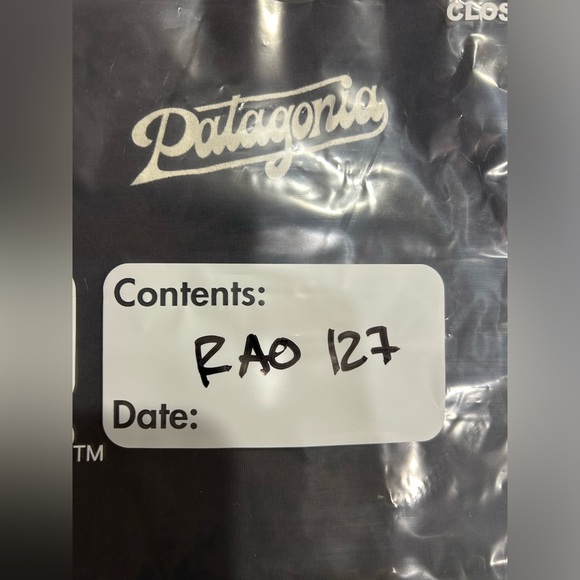 CLOS
Patagonia
Contents:
RAO 127
Date:
TM